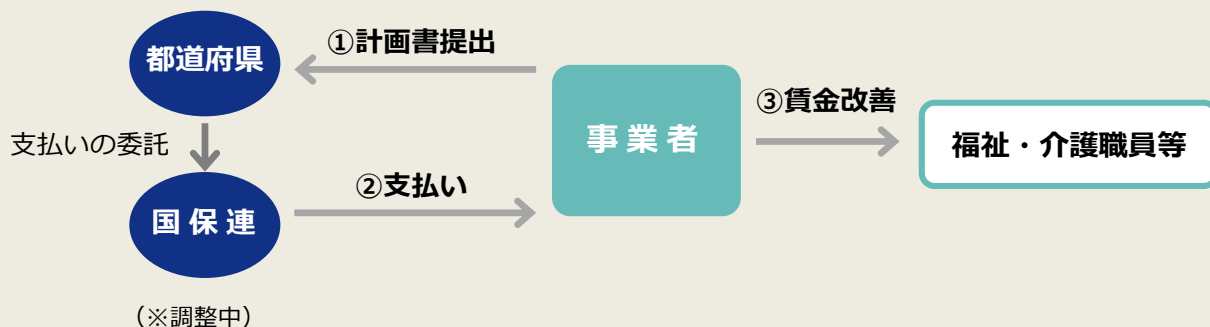 ①計画書提出
都道府県
③賃金改善
事業者
福祉・介護職員等
支払いの委託
②支払い
国保連
（※調整中）